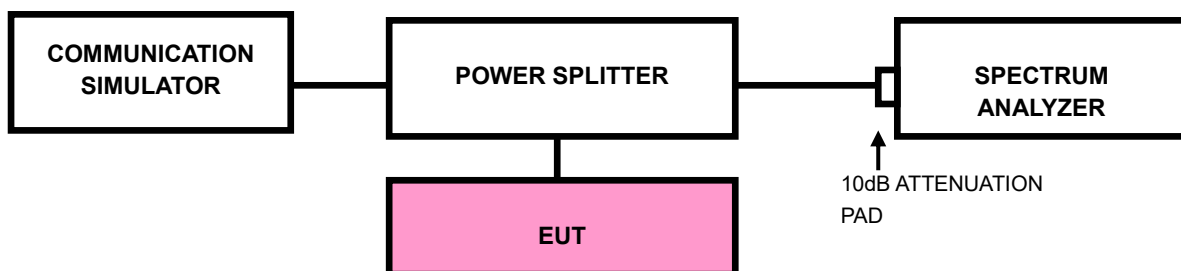 COMMUNICATION
SIMULATOR
POWER SPLITTER
SPECTRUM
ANALYZER
10dB ATTENUATION
PAD
EUT